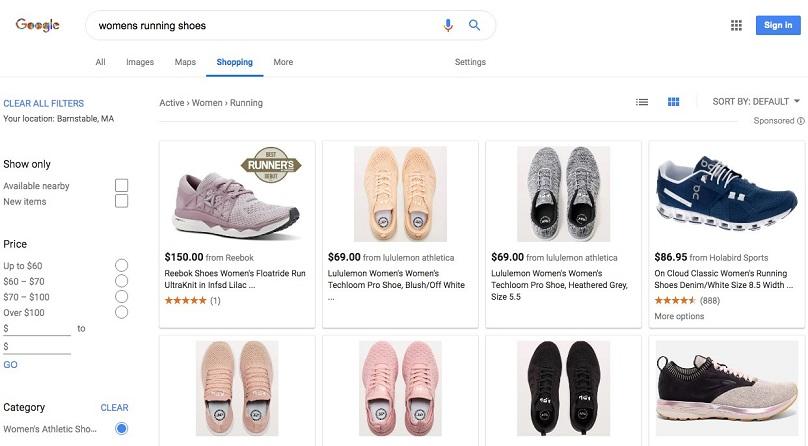 Google
womens running shoes
Sign in
All Images Maps Shopping More Settings
CLEAR ALL FILTERS
Your location: Barnstable, MA
Active › Women › Running
SORT BY: DEFAULT
Sponsored
Show only
Available nearby
New items
Price
Up to $60
$60 – $70
$70 – $100
Over $100
$ to
$
GO
Category CLEAR
Women's Athletic Sho...
BEST
RUNNER'S
DEBUT
$150.00 from Reebok
Reebok Shoes Women's Floatride Run
UltraKnit in Infsd Lilac ...
(1)
$69.00 from lululemon athletica
Lululemon Women's Women's
Techloom Pro Shoe, Blush/Off White
...
$69.00 from lululemon athletica
Lululemon Women's Women's
Techloom Pro Shoe, Heathered Grey,
Size 5.5
$86.95 from Holabird Sports
On Cloud Classic Women's Running
Shoes Denim/White Size 8.5 Width ...
(888)
More options